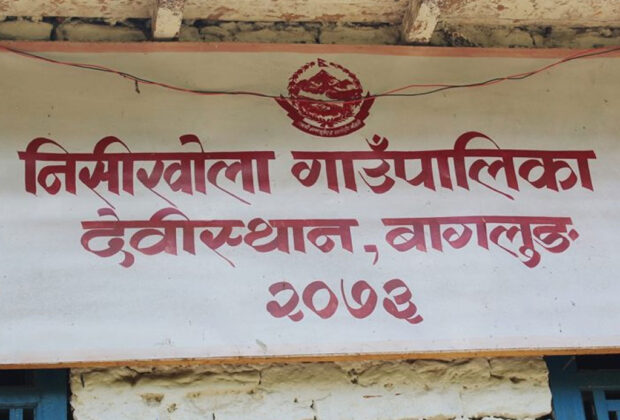 निसीखोला गाउँपालिका
देवीस्थान, बागलुङ
२०७३